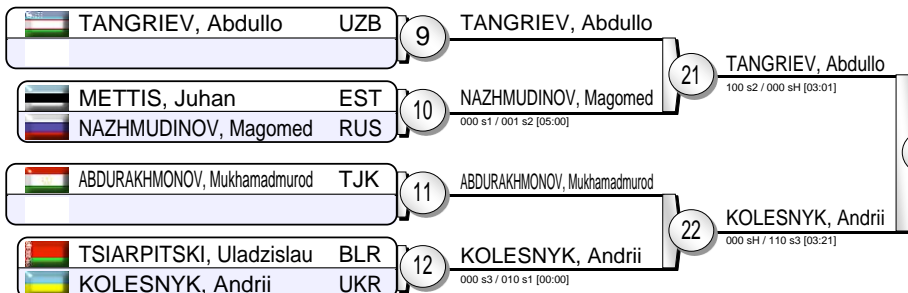 TANGRIEV, Abdullo UZB
9
TANGRIEV, Abdullo
21
TANGRIEV, Abdullo
100 s2 / 000 sH [03:01]
METTIS, Juhan EST
NAZHMUDINOV, Magomed RUS
10
NAZHMUDINOV, Magomed
000 s1 / 001 s2 [05:00]
ABDURAKHMONOV, Mukhamadmurod TJK
11
ABDURAKHMONOV, Mukhamadmurod
22
KOLESNYK, Andrii
000 sH / 110 s3 [03:21]
TSIARPITSKI, Uladzislau BLR
KOLESNYK, Andrii UKR
12
KOLESNYK, Andrii
000 s3 / 010 s1 [00:00]